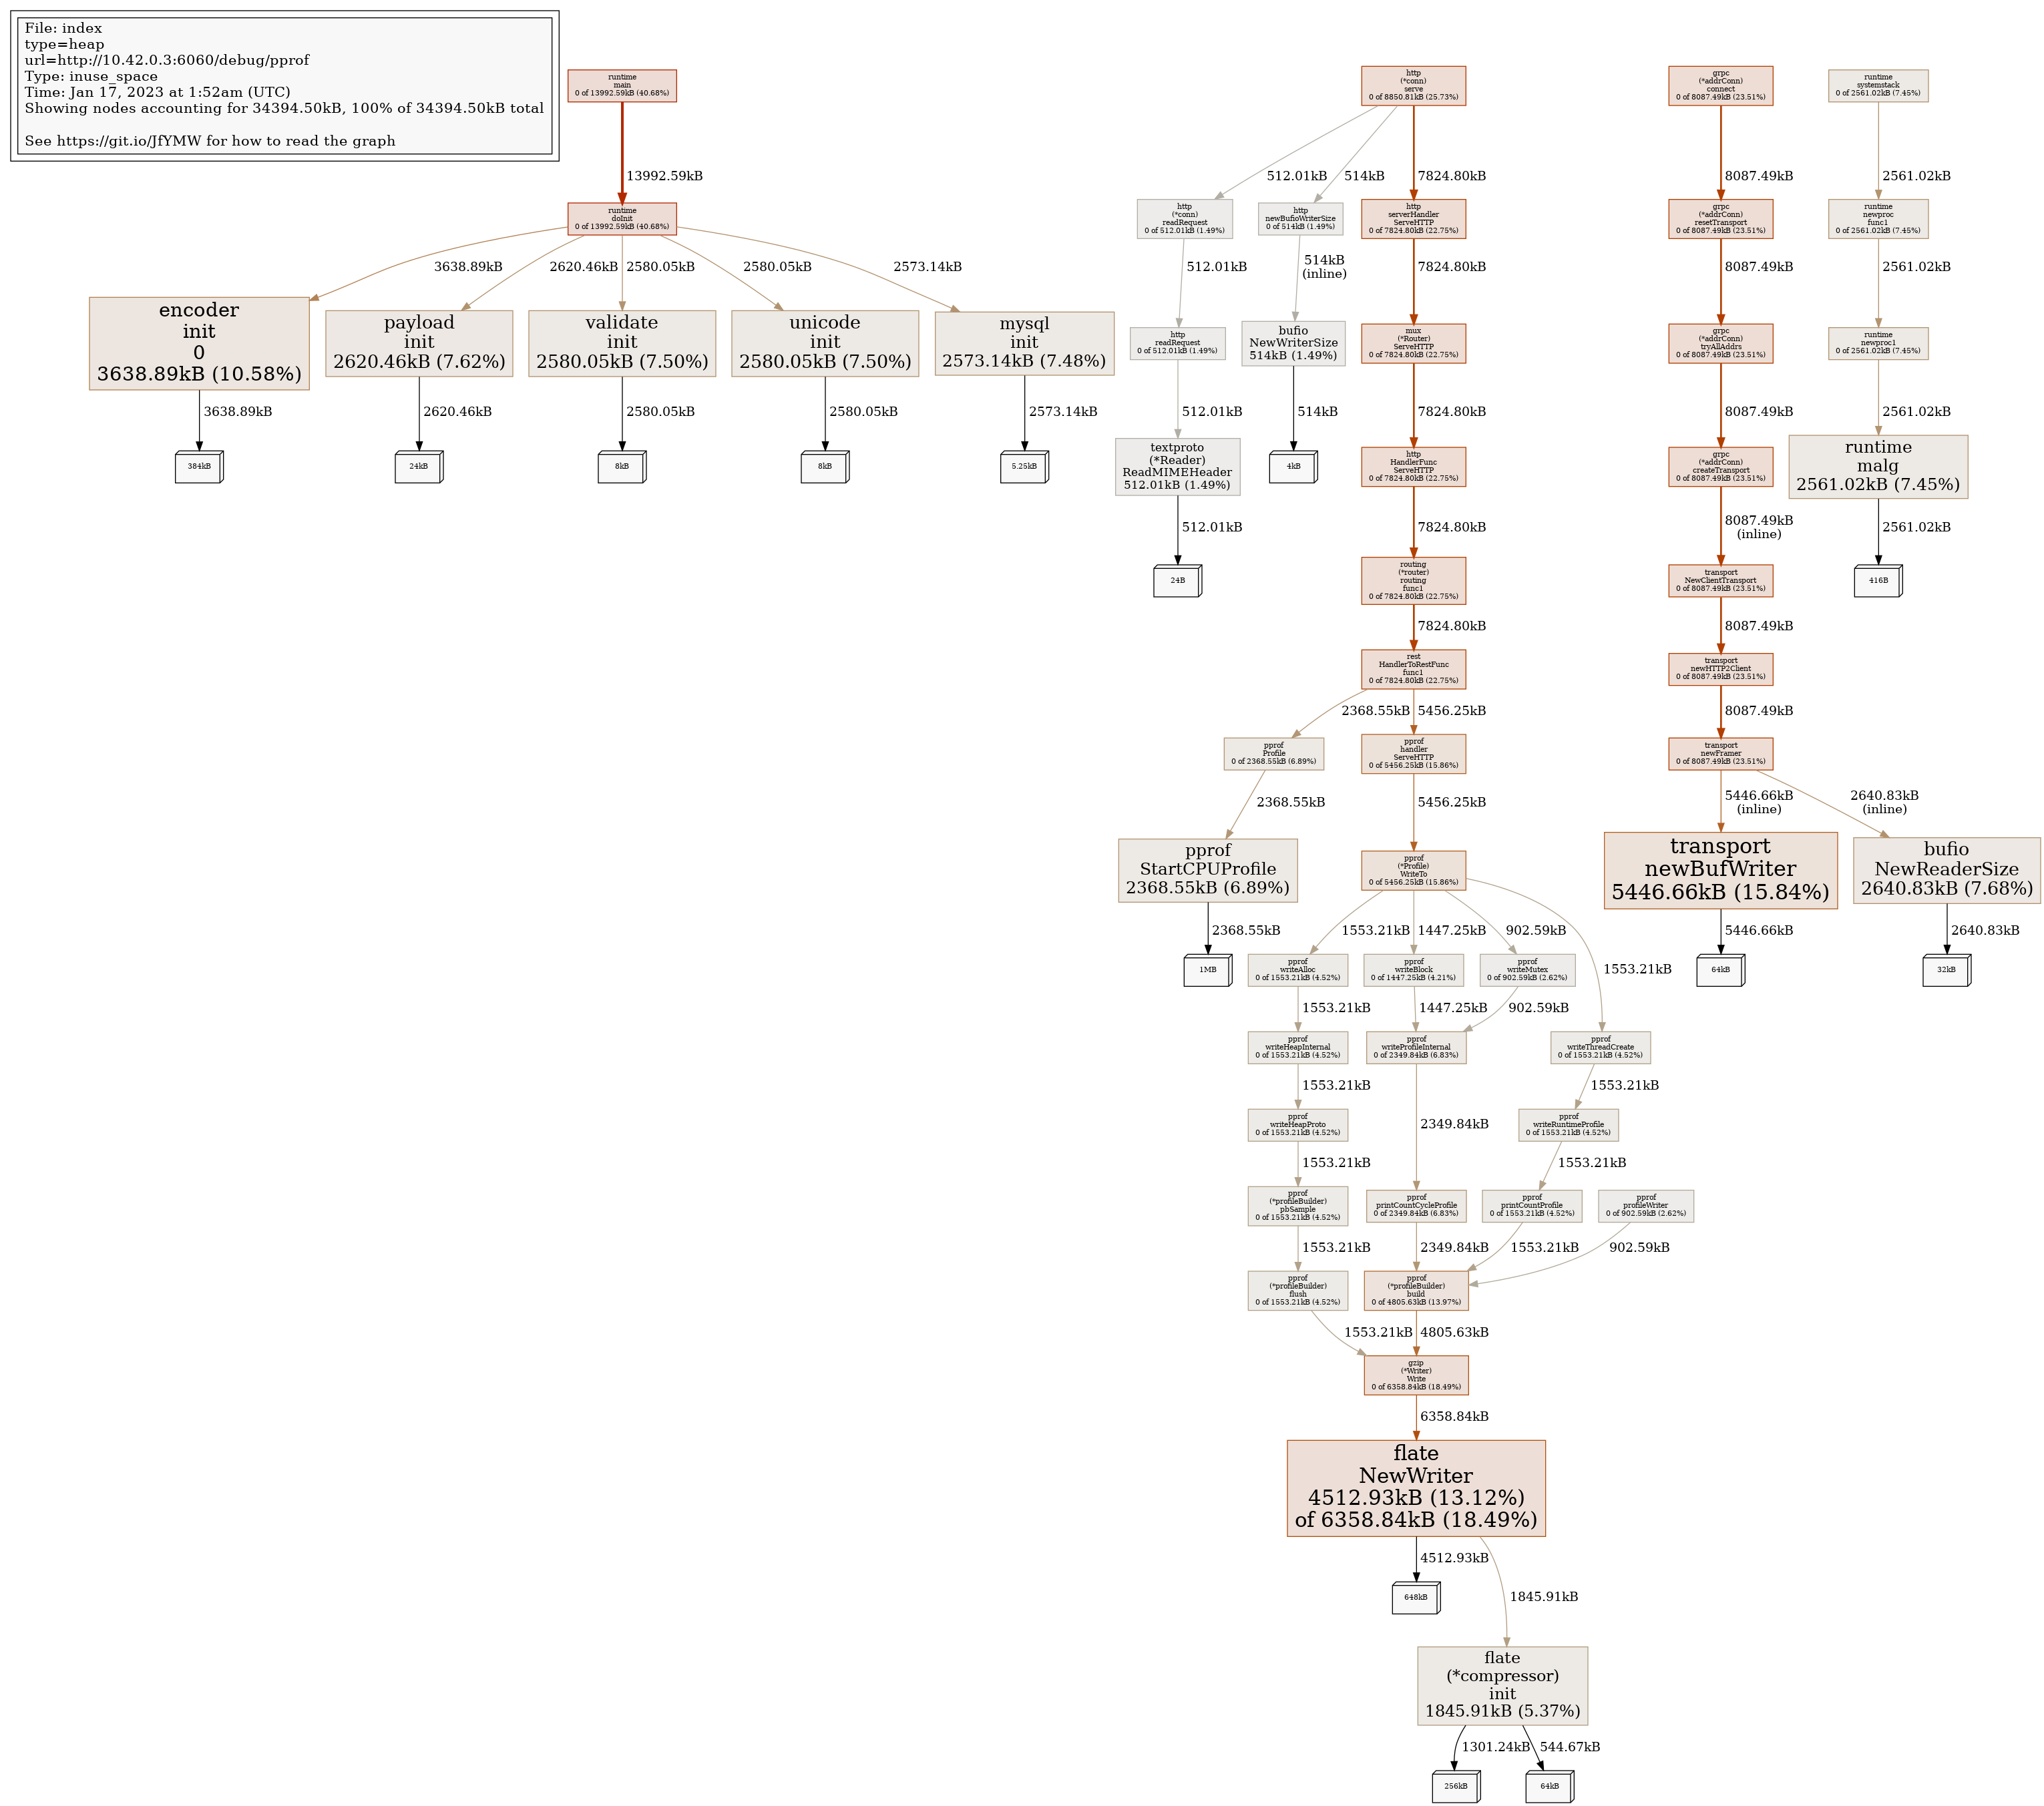 File: index
type=heap
url=http://10.42.0.3:6060/debug/pprof
Type: inuse_space
Time: Jan 17, 2023 at 1:52am (UTC)
Showing nodes accounting for 34394.50kB, 100% of 34394.50kB total
See https://git.io/JfYMW for how to read the graph
runtime
main
0 of 13992.59kB (40.68%)
13992.59kB
runtime
doInit
0 of 13992.59kB (40.68%)
3638.89kB
2620.46kB
2580.05kB
2580.05kB
2573.14kB
encoder
init
0
3638.89kB (10.58%)
3638.89kB
384kB
payload
init
2620.46kB (7.62%)
2620.46kB
24kB
validate
init
2580.05kB (7.50%)
2580.05kB
8kB
unicode
init
2580.05kB (7.50%)
2580.05kB
8kB
mysql
init
2573.14kB (7.48%)
2573.14kB
5.25kB
http
(*conn)
serve
0 of 8850.81kB (25.73%)
512.01kB
514kB
7824.80kB
http
(*conn)
readRequest
0 of 512.01kB (1.49%)
512.01kB
http
readRequest
0 of 512.01kB (1.49%)
512.01kB
textproto
(*Reader)
ReadMIMEHeader
512.01kB (1.49%)
512.01kB
24B
http
newBufioWriterSize
0 of 514kB (1.49%)
514kB
(inline)
bufio
NewWriterSize
514kB (1.49%)
514kB
4kB
http
serverHandler
ServeHTTP
0 of 7824.80kB (22.75%)
7824.80kB
mux
(*Router)
ServeHTTP
0 of 7824.80kB (22.75%)
7824.80kB
http
HandlerFunc
ServeHTTP
0 of 7824.80kB (22.75%)
7824.80kB
routing
(*router)
routing
func1
0 of 7824.80kB (22.75%)
7824.80kB
rest
HandlerToRestFunc
func1
0 of 7824.80kB (22.75%)
2368.55kB
5456.25kB
pprof
Profile
0 of 2368.55kB (6.89%)
2368.55kB
pprof
StartCPUProfile
2368.55kB (6.89%)
2368.55kB
1MB
pprof
handler
ServeHTTP
0 of 5456.25kB (15.86%)
5456.25kB
pprof
(*Profile)
WriteTo
0 of 5456.25kB (15.86%)
1553.21kB
1447.25kB
902.59kB
1553.21kB
pprof
writeAlloc
0 of 1553.21kB (4.52%)
1553.21kB
pprof
writeBlock
0 of 1447.25kB (4.21%)
1447.25kB
pprof
writeMutex
0 of 902.59kB (2.62%)
902.59kB
pprof
writeHeapInternal
0 of 1553.21kB (4.52%)
1553.21kB
pprof
writeProfileInternal
0 of 2349.84kB (6.83%)
2349.84kB
pprof
writeThreadCreate
0 of 1553.21kB (4.52%)
1553.21kB
pprof
writeHeapProto
0 of 1553.21kB (4.52%)
1553.21kB
pprof
writeRuntimeProfile
0 of 1553.21kB (4.52%)
1553.21kB
pprof
(*profileBuilder)
pbSample
0 of 1553.21kB (4.52%)
1553.21kB
pprof
printCountCycleProfile
0 of 2349.84kB (6.83%)
2349.84kB
pprof
printCountProfile
0 of 1553.21kB (4.52%)
1553.21kB
pprof
profileWriter
0 of 902.59kB (2.62%)
902.59kB
pprof
(*profileBuilder)
flush
0 of 1553.21kB (4.52%)
1553.21kB
pprof
(*profileBuilder)
build
0 of 4805.63kB (13.97%)
4805.63kB
gzip
(*Writer)
Write
0 of 6358.84kB (18.49%)
6358.84kB
flate
NewWriter
4512.93kB (13.12%)
of 6358.84kB (18.49%)
4512.93kB
648kB
1845.91kB
flate
(*compressor)
init
1845.91kB (5.37%)
1301.24kB
544.67kB
256kB
64kB
grpc
(*addrConn)
connect
0 of 8087.49kB (23.51%)
8087.49kB
grpc
(*addrConn)
resetTransport
0 of 8087.49kB (23.51%)
8087.49kB
grpc
(*addrConn)
tryAllAddrs
0 of 8087.49kB (23.51%)
8087.49kB
grpc
(*addrConn)
createTransport
0 of 8087.49kB (23.51%)
8087.49kB
(inline)
transport
NewClientTransport
0 of 8087.49kB (23.51%)
8087.49kB
transport
newHTTP2Client
0 of 8087.49kB (23.51%)
8087.49kB
transport
newFramer
0 of 8087.49kB (23.51%)
5446.66kB
(inline)
2640.83kB
(inline)
transport
newBufWriter
5446.66kB (15.84%)
5446.66kB
64kB
bufio
NewReaderSize
2640.83kB (7.68%)
2640.83kB
32kB
runtime
systemstack
0 of 2561.02kB (7.45%)
2561.02kB
runtime
newproc
func1
0 of 2561.02kB (7.45%)
2561.02kB
runtime
newproc1
0 of 2561.02kB (7.45%)
2561.02kB
runtime
malg
2561.02kB (7.45%)
2561.02kB
416B